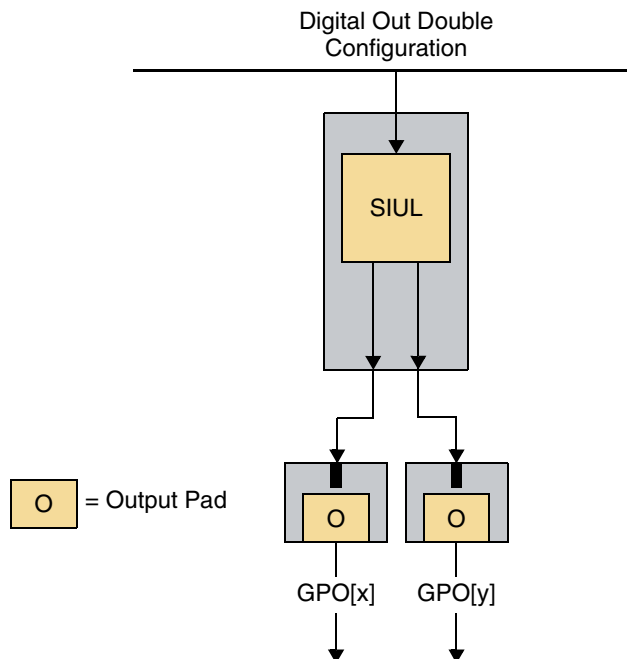 Digital Out Double
Configuration
SIUL
O = Output Pad
O O
GPO[x] GPO[y]